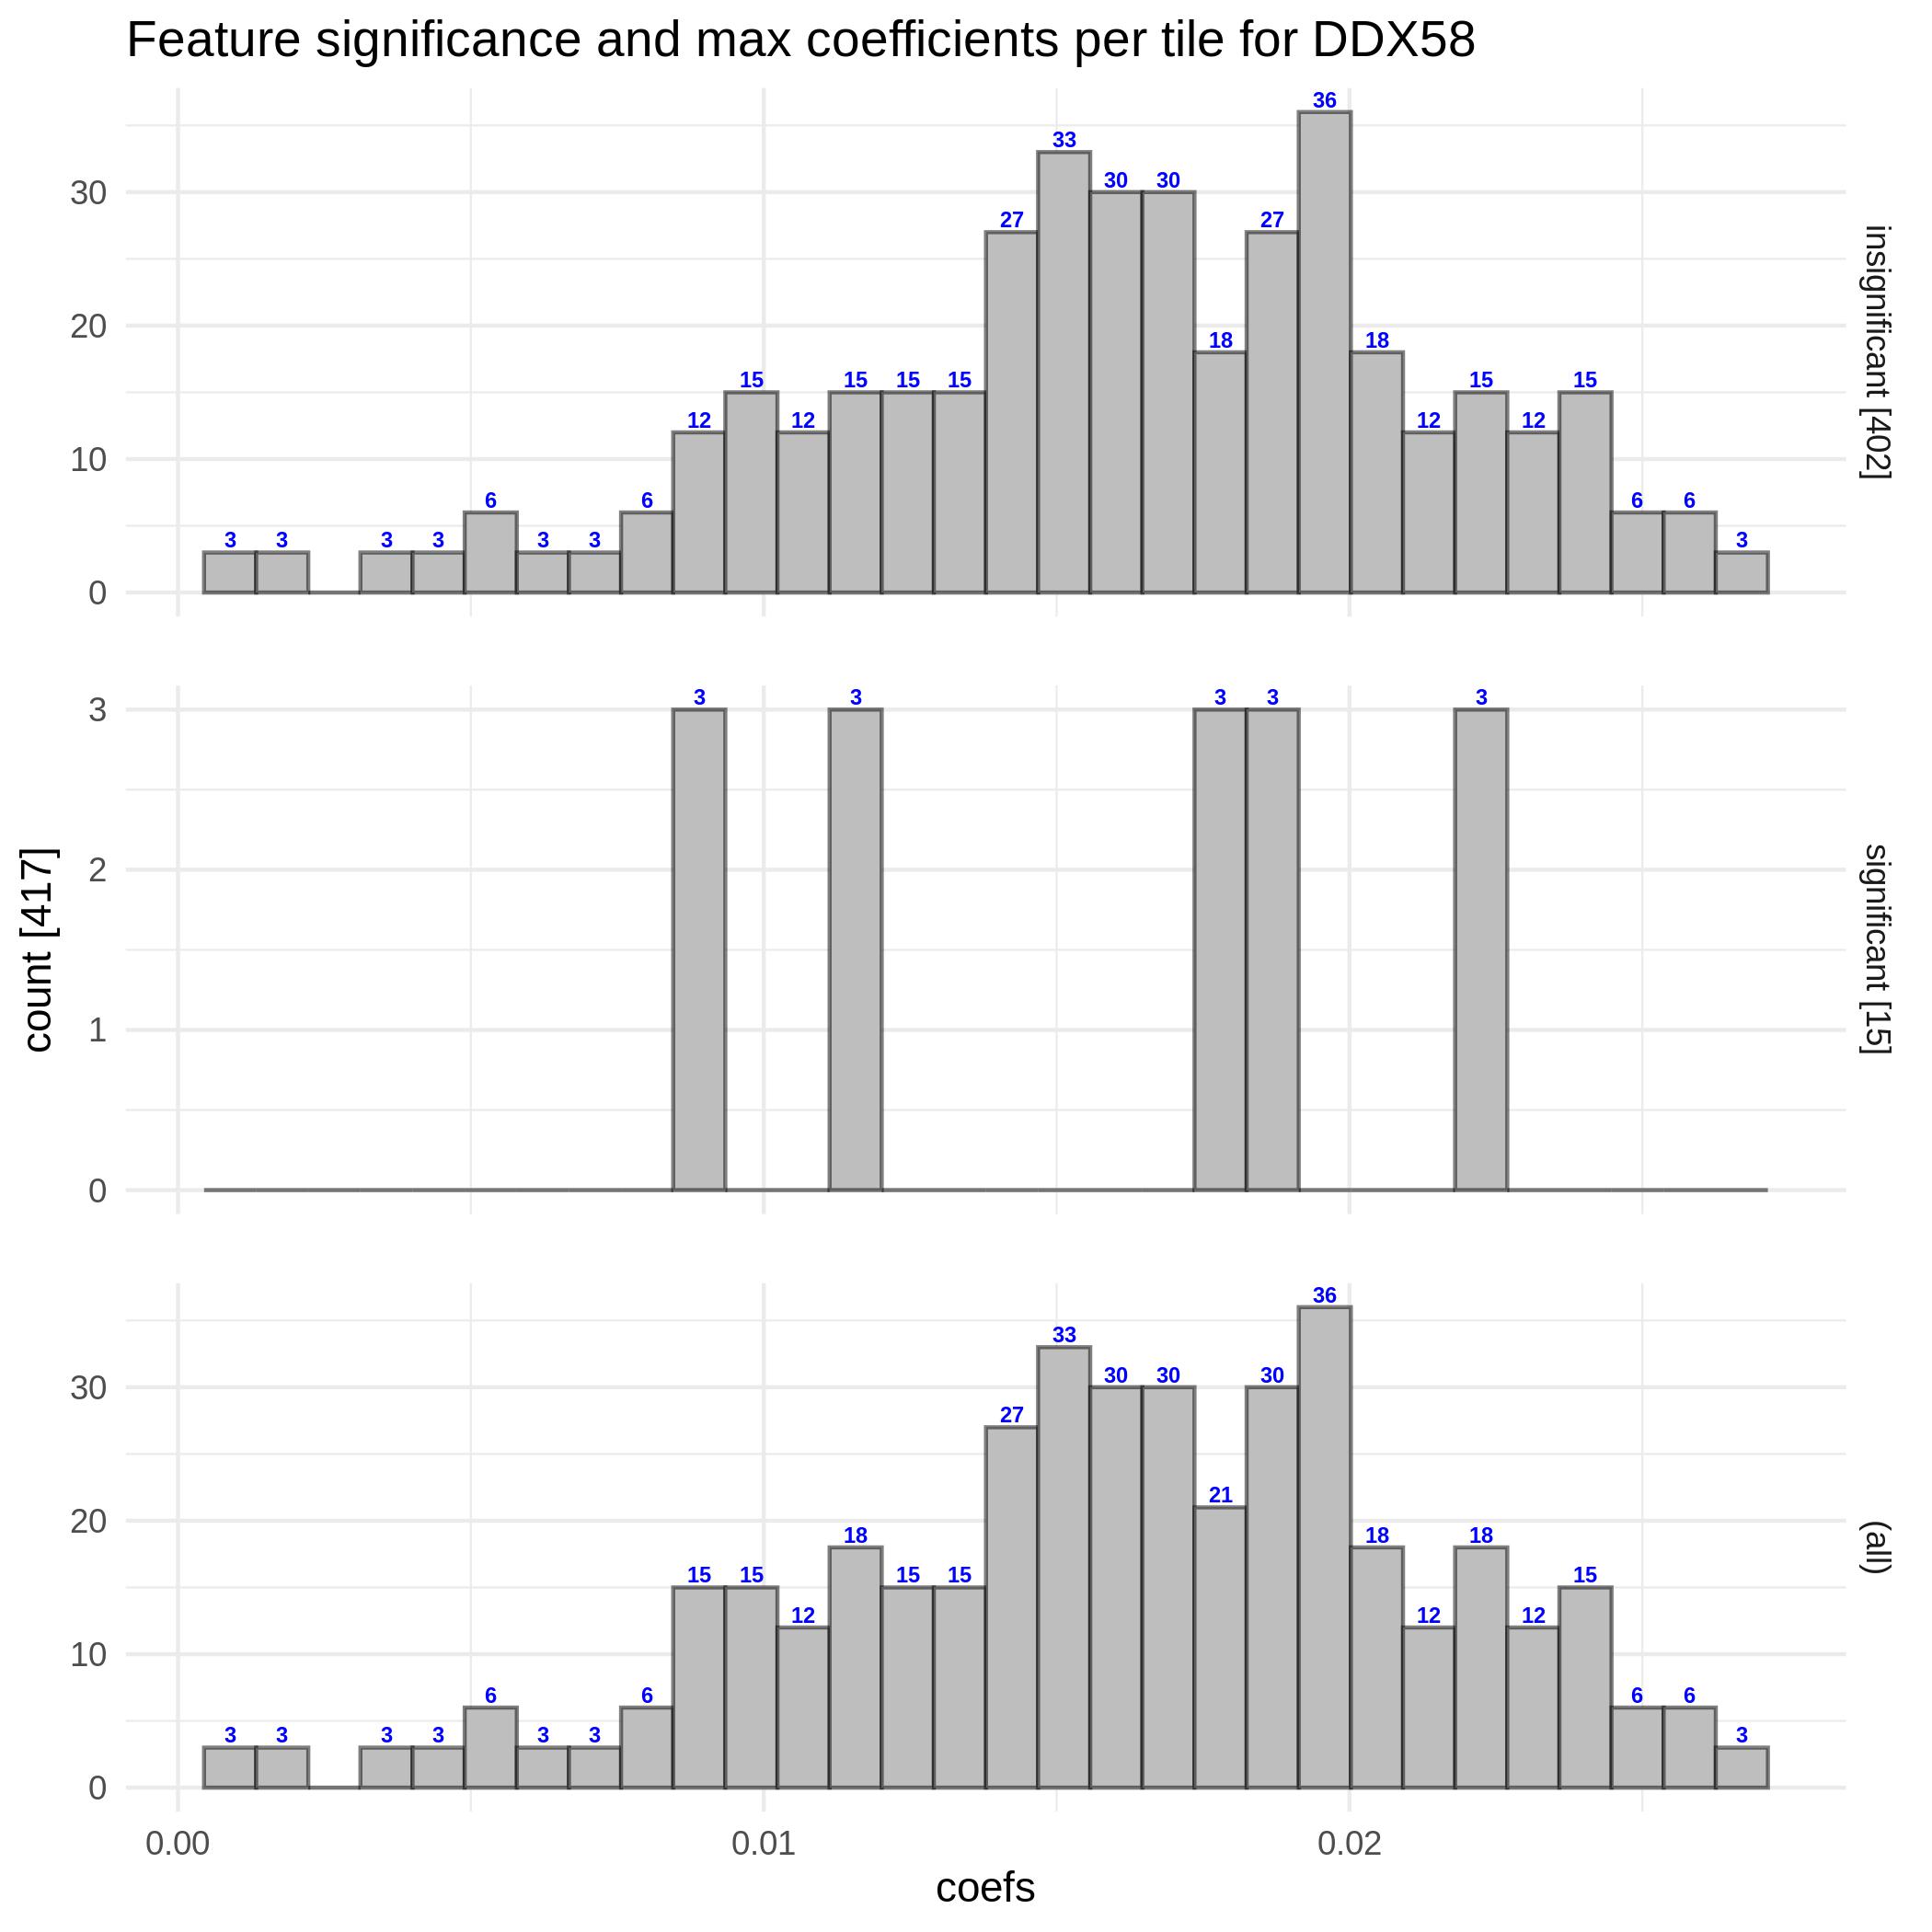 Feature significance and max coefficients per tile for DDX58
36
33
30 30
27 27
18 18
15 15 15 15 15 15
12 12 12 12
6 6 6 6
3 3 3 3 3 3 3
30
20
10
0
insignificant [402]
3 3 3 3 3
3
2
1
0
significant [15]
count [417]
36
33
30 30 30
27
21
18 18 18
15 15 15 15 15
12 12 12
6 6 6 6
3 3 3 3 3 3 3
30
20
10
0
(all)
0.00 0.01 0.02
coefs